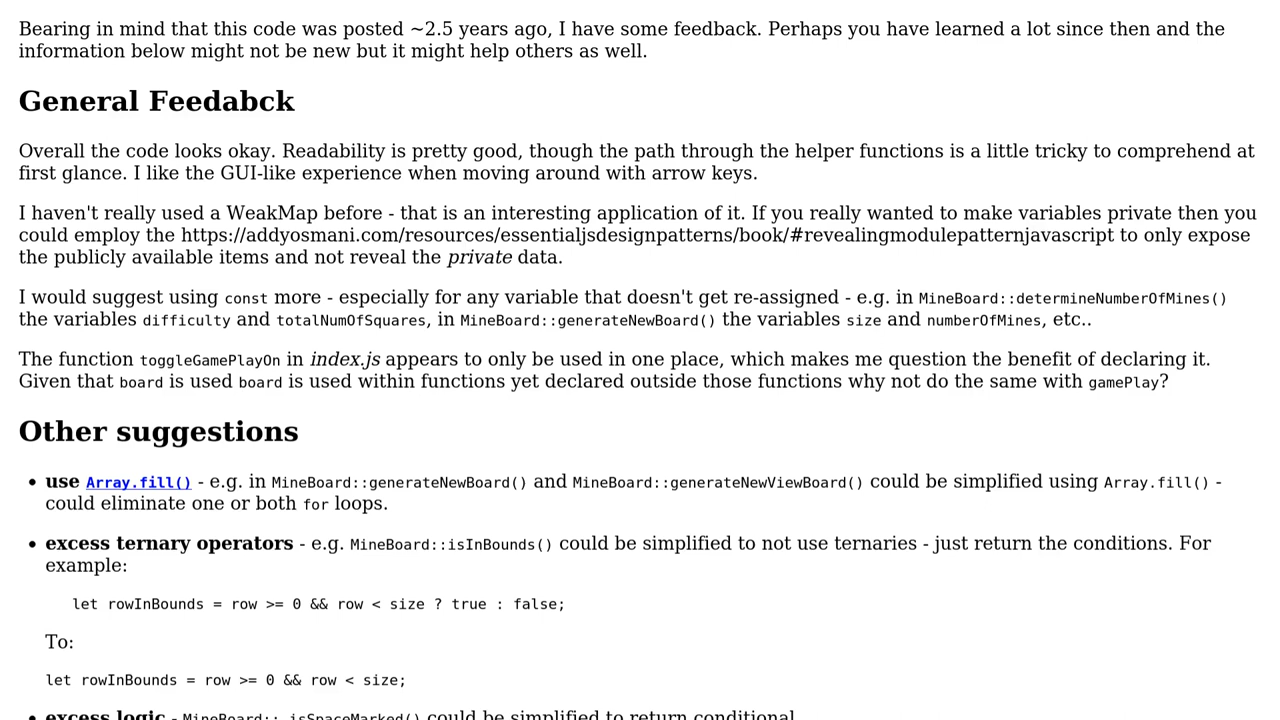 Bearing in mind that this code was posted ~2.5 years ago, I have some feedback. Perhaps you have learned a lot since then and the
information below might not be new but it might help others as well.
General Feedabck
Overall the code looks okay. Readability is pretty good, though the path through the helper functions is a little tricky to comprehend at
first glance. I like the GUI-like experience when moving around with arrow keys.
I haven't really used a WeakMap before - that is an interesting application of it. If you really wanted to make variables private then you
could employ the https://addyosmani.com/resources/essentialjsdesignpatterns/book/#revealingmodulepatternjavascript to only expose
the publicly available items and not reveal the private data.
I would suggest using const more - especially for any variable that doesn't get re-assigned - e.g. in MineBoard::determineNumberOfMines()
the variables difficulty and totalNumOfSquares, in MineBoard::generateNewBoard() the variables size and numberOfMines, etc..
The function toggleGamePlayOn in index.js appears to only be used in one place, which makes me question the benefit of declaring it.
Given that board is used board is used within functions yet declared outside those functions why not do the same with gamePlay?
Other suggestions
• use Array.fill() - e.g. in MineBoard::generateNewBoard() and MineBoard::generateNewViewBoard() could be simplified using Array.fill() -
could eliminate one or both for loops.
• excess ternary operators - e.g. MineBoard::isInBounds() could be simplified to not use ternaries - just return the conditions. For
example:
let rowInBounds = row >= 0 && row < size ? true : false;
To:
let rowInBounds = row >= 0 && row < size;
• excess logic - MineBoard::_isSpaceMarked() could be simplified to return conditional